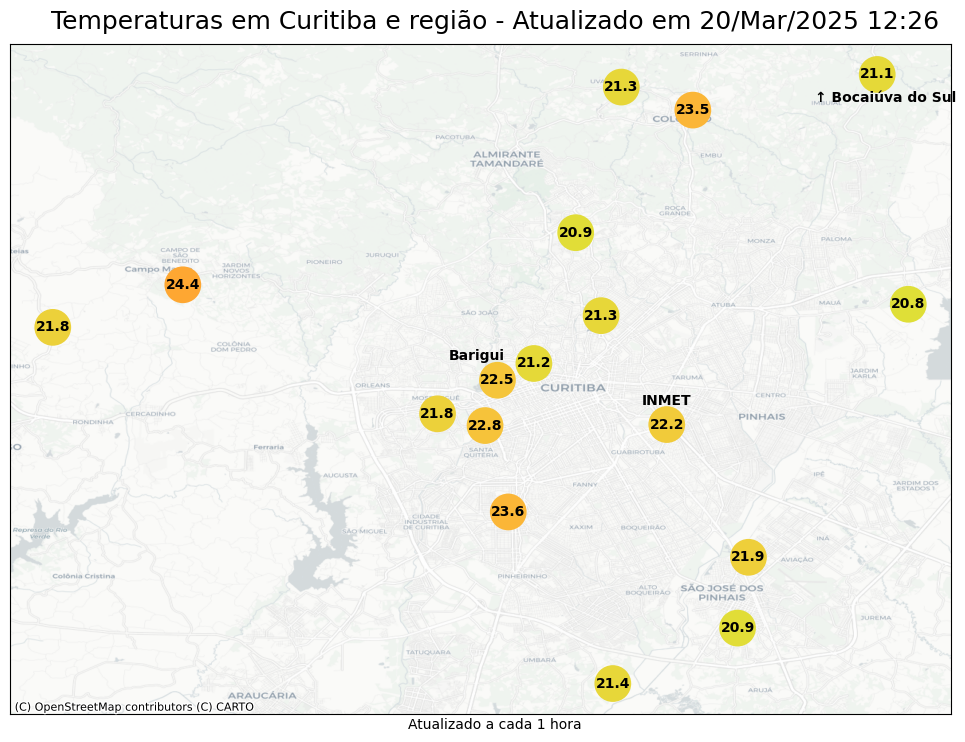 Temperaturas em Curitiba e região - Atualizado em 20/Mar/2025 12:26
SERRINHA
21.1
21.3
↑ Bocaiúva do Sul
23.5
PACOTUBA
ALMIRANTE
TAMANDARÉ
EMBU
ROÇA
GRANDE
20.9
MONZA
PALOMA
CAMPO DE
SÃO
BENEDITO
JURUQUI
PIONEIRO
JARDIM
NOVOS
HORIZONTES
24.4
20.8
ATUBA
MAUÁ
SÃO JOÃO
21.3
21.8
COLÔNIA
DOM PEDRO
Barigui
21.2
22.5
ORLEANS
CURITIBA
TARUMÃ
JARDIM
KARLA
CENTRO
INMET
21.8
22.8
22.2
PINHAIS
CERCADINHO
RONDINHA
Ferraria
SANTA
QUITÉRIA
GUABIROTUBA
AUGUSTA
IPÊ
FANNY
JARDIM DOS
ESTADOS I
23.6
CIDADE
INDUSTRIAL
DE CURITIBA
SÃO MIGUEL
XAXIM
BOQUEIRÃO
Represa do Rio
Verde
INÁ
21.9
AVIAÇÃO
Colônia Cristina
PINHEIRINHO
ALTO
BOQUEIRÃO
SÃO JOSÉ DOS
PINHAIS
JUREMA
20.9
TATUQUARA
UMBARÁ
21.4
ARUJÁ
ARAUCÁRIA
(C) OpenStreetMap contributors (C) CARTO
Atualizado a cada 1 hora